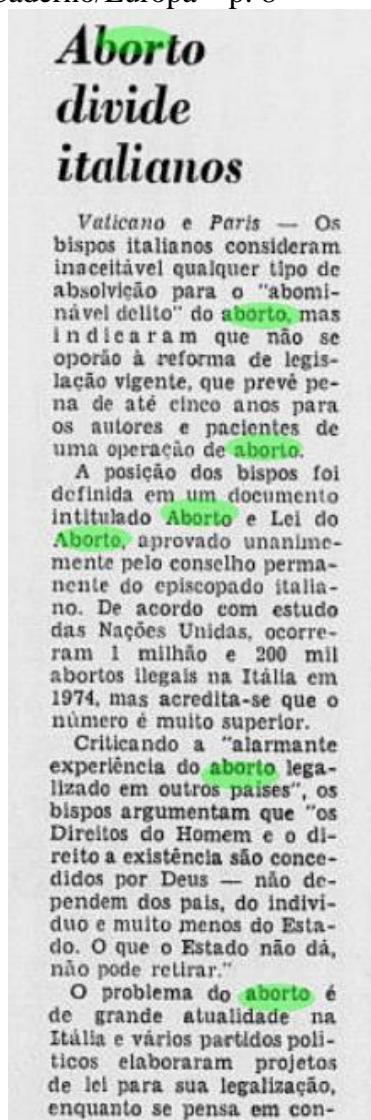 Caderno/Europa – p. 8
Aborto
divide
italianos
Vaticano e Paris — Os
bispos italianos consideram
inaceitável qualquer tipo de
absolvição para o "abomi-
nável delito" do aborto, mas
indicaram que não se
oporão à reforma de legis-
lação vigente, que prevê pe-
na de até cinco anos para
os autores e pacientes de
uma operação de aborto.
A posição dos bispos foi
definida em um documento
intitulado Aborto e Lei do
Aborto, aprovado unanime-
mente pelo conselho perma-
nente do episcopado italia-
no. De acordo com estudo
das Nações Unidas, ocorre-
ram 1 milhão e 200 mil
abortos ilegais na Itália em
1974, mas acredita-se que o
número é muito superior.
Criticando a "alarmante
experiência do aborto lega-
lizado em outros países", os
bispos argumentam que "os
Direitos do Homem e o di-
reito a existência são conce-
didos por Deus — não de-
pendem dos pais, do indiví-
duo e muito menos do Esta-
do. O que o Estado não dá,
não pode retirar."
O problema do aborto é
de grande atualidade na
Itália e vários partidos polí-
ticos elaboraram projetos
de lei para sua legalização,
enquanto se pensa em con-